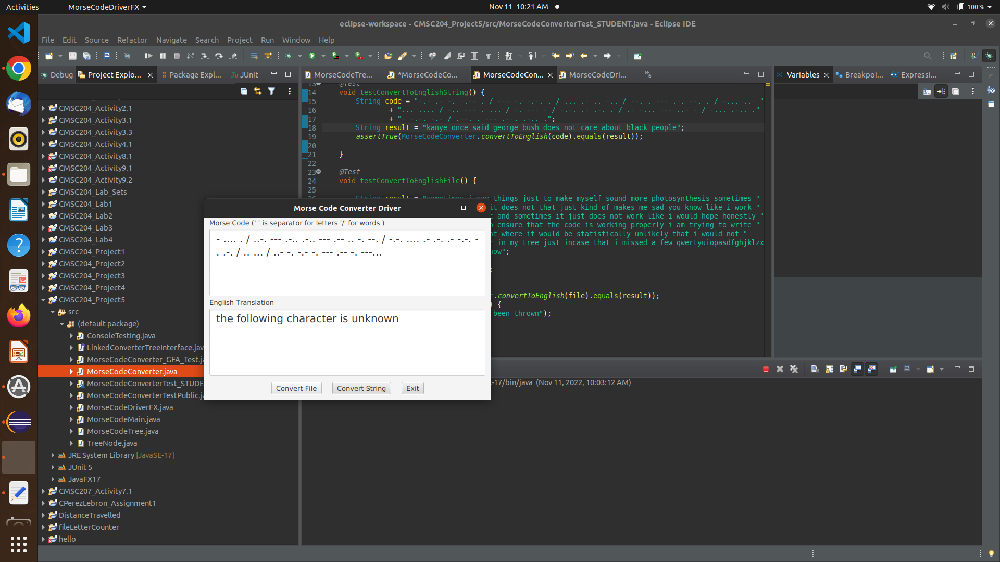 Activities
MorseCodeDriverFX
Nov 11 10:21 AM
100 %
eclipse-workspace - CMSC204_Project5/src/MorseCodeConverterTest_STUDENT.java - Eclipse IDE
File Edit Source Refactor Navigate Search Project Run Window Help
Debug
Project Explo...
Package Expl...
JUnit
MorseCodeTree...
*MorseCodeCo...
MorseCodeCon...
MorseCodeDri...
Variables
Breakpoi...
Expressi...
CMSC204_Activity2.1
CMSC204_Activity3.1
CMSC204_Activity3.3
CMSC204_Activity4.1
CMSC204_Activity8.1
CMSC204_Activity9.1
CMSC204_Activity9.2
CMSC204_Lab_Sets
CMSC204_Lab1
CMSC204_Lab2
CMSC204_Lab3
CMSC204_Lab4
CMSC204_Project1
CMSC204_Project2
CMSC204_Project3
CMSC204_Project4
CMSC204_Project5
src
(default package)
ConsoleTesting.java
LinkedConverterTreeInterface.jav
MorseCodeConverter_GFA_Test.ja
MorseCodeConverter.java
MorseCodeConverterTest_STUDE
MorseCodeConverterTestPublic.ja
MorseCodeDriverFX.java
MorseCodeMain.java
MorseCodeTree.java
TreeNode.java
JRE System Library [JavaSE-17]
JUnit 5
JavaFX17
CMSC207_Activity7.1
CPerezLebron_Assignment1
DistanceTravelled
fileLetterCounter
hello
13 @Test
14 void testConvertToEnglishString() {
15 String code = "-.- .- -. -.-- . / --- -. -.-. . / ... .- .. -.. / --. . --- .-. --. . / -... ..- "
16 + "... .... / -.. --- . ... / -. --- - / -.-. .- .-. . / .- -... --- ..- - / -... .-.. ."
17 + "- -.-. -.- / .--. . --- .--. .-.. .";
18 String result = "kanye once said george bush does not care about black people";
19 assertTrue(MorseCodeConverter.convertToEnglish(code).equals(result));
20
21 }
22
23 @Test
24 void testConvertToEnglishFile() {
25
things just to make myself sound more photosynthesis sometimes "
it does not that just kind of makes me sad you know like i work "
and sometimes it just does not work like i would hope honestly "
ensure that the code is working properly i am trying to write "
where it would be statistically unlikely that i would not "
in my tree just incase that i missed a few qwertyuiopasdfghjklzx
ow";
;
.convertToEnglish(file).equals(result));
) {
been thrown");
Morse Code Converter Driver
Morse Code (' ' is separator for letters '/' for words )
- .... . / ..-. --- .-.. .-.. --- .-- .. -. --. / -.-. .... .- .-. .- -.-. -
. .-. / .. ... / ..- -. -.- -. --- .-- -. ---...
English Translation
the following character is unknown
Convert File
Convert String
Exit
-17/bin/java (Nov 11, 2022, 10:03:12 AM)